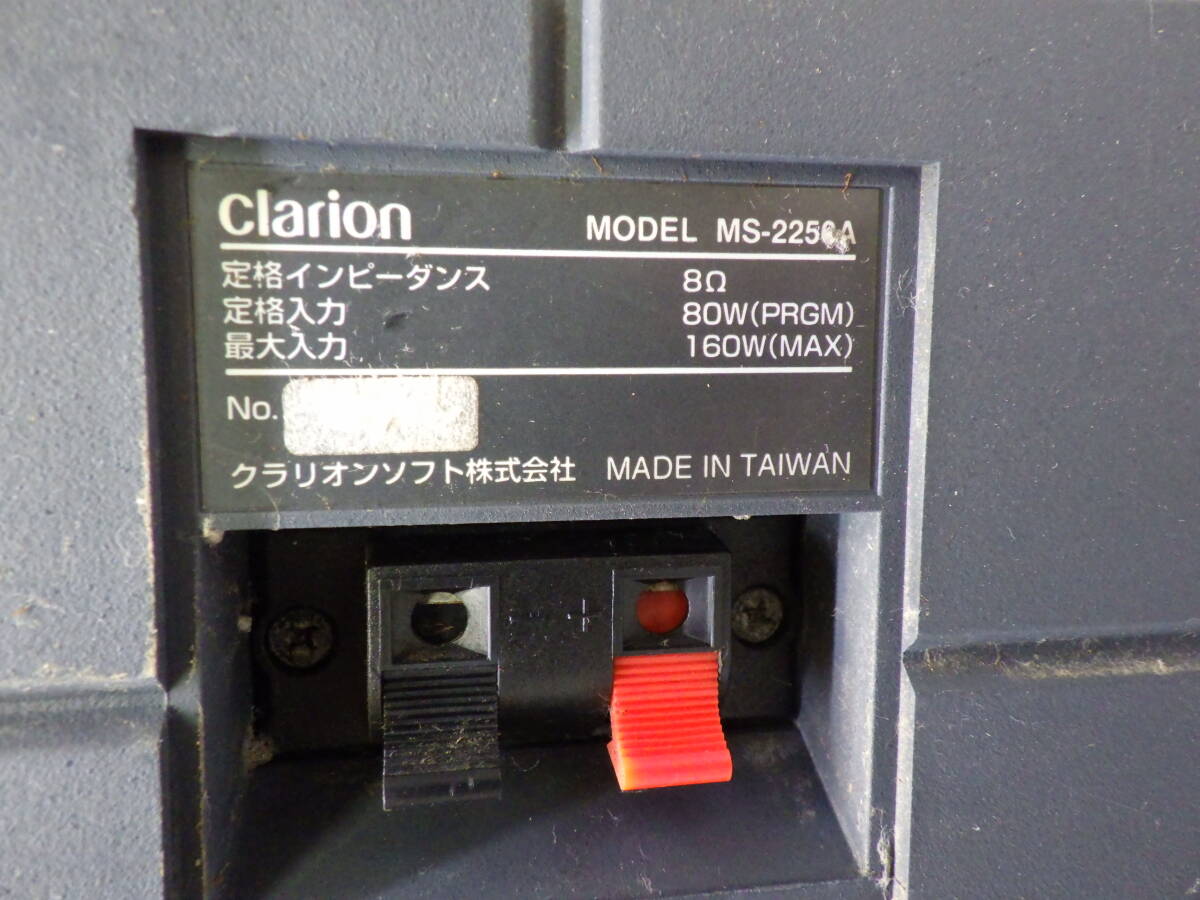 clarion MODEL MS-2250A
定格インピーダンス 8Ω
定格入力 80W(PRGM)
最大入力 160W(MAX)
No.
クラリオンソフト株式会社 MADE IN TAIWAN
- +